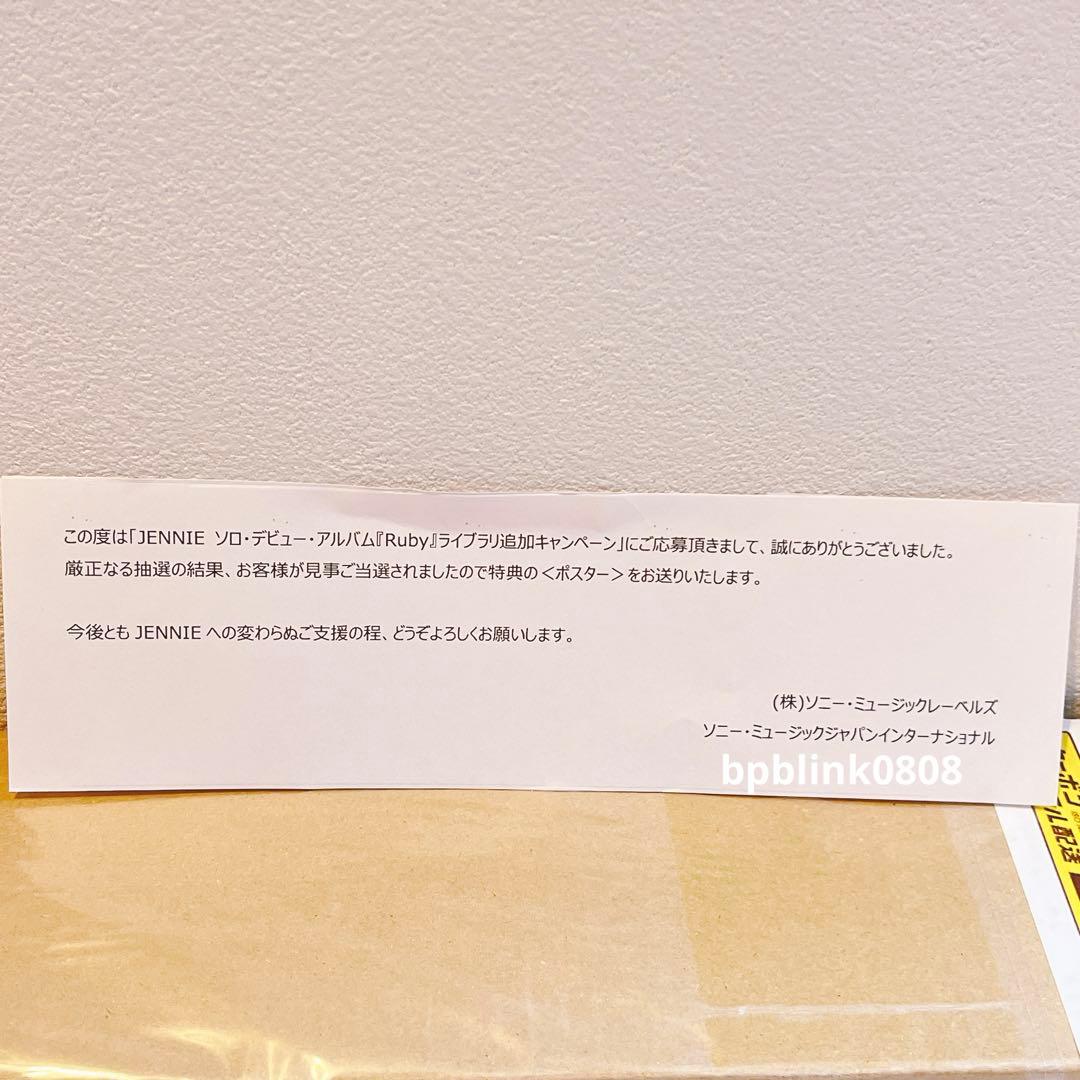 この度は「JENNIE ソロ・デビュー・アルバム『Ruby』ライブラリ追加キャンペーン」にご応募頂きまして、誠にありがとうございました。
厳正なる抽選の結果、お客様が見事ご当選されましたので特典の＜ポスター＞をお送りいたします。
今後とも JENNIE への変わらぬご支援の程、どうぞよろしくお願いします。
(株)ソニー・ミュージックレーベルズ
ソニー・ミュージックジャパンインターナショナル
bpblink0808
配送